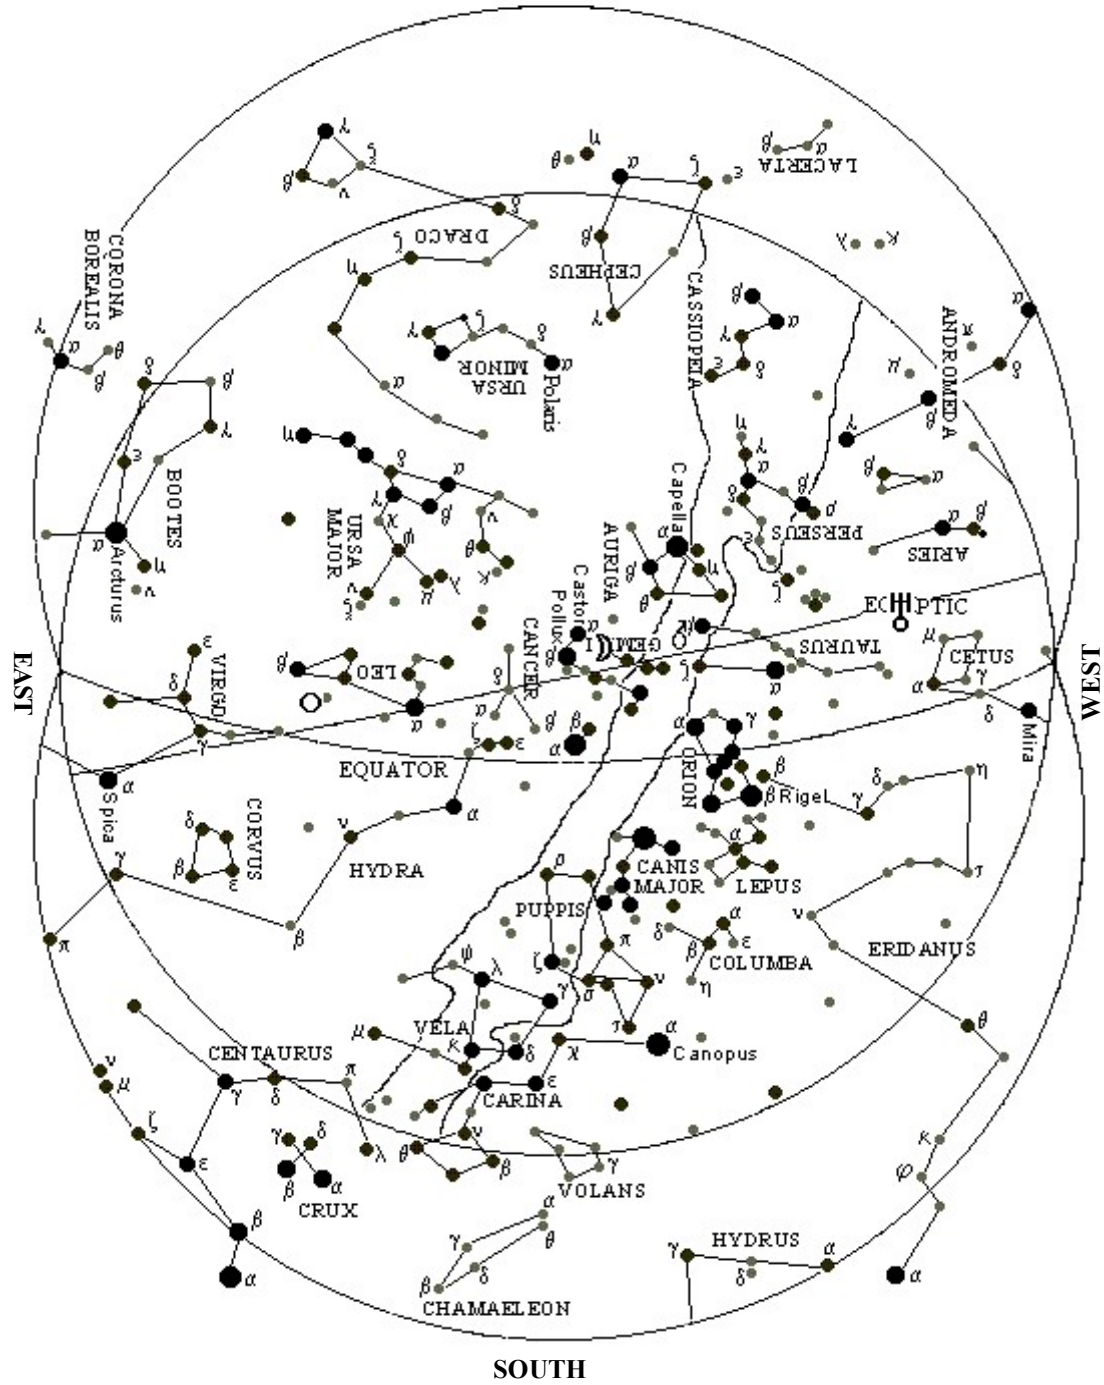 LACERTA
DRACO
CEPHEUS
CORONA
BOREALIS
CASSIOPEIA
ANDROMEDA
URSA
MINOR
Polaris
BOOTES
Arcturus
URSA
MAJOR
Capella
AURIGA
PERSEUS
ARIES
Castor
Pollux
GEM I
TAURUS
CETUS
Mira
EAST
WEST
VIRGO
LEO
CANCER
EQUATOR
ORION
β Rigel
Spica
CORVUS
HYDRA
CANIS
MAJOR
LEPUS
PUPPIS
COLUMBA
ERIDANUS
VELA
Canopus
CENTAURUS
CARINA
CRUX
VOLANS
HYDRUS
CHAMAELEON
SOUTH